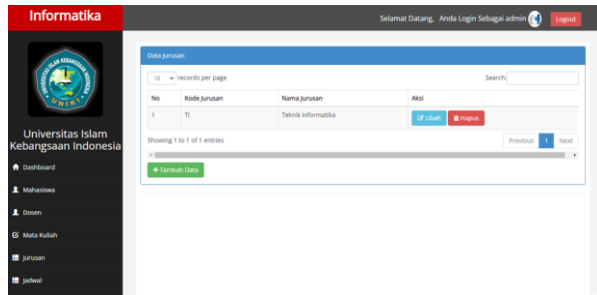 Informatika
Selamat Datang, Anda Login Sebagai admin
Logout
UNIKI
Universitas Islam
Kebangsaan Indonesia
Dashboard
Mahasiswa
Dosen
Mata Kuliah
Jurusan
Jadwal
Data Jurusan
10 records per page
Search:
No Kode Jurusan Nama Jurusan Aksi
1 TI Teknik Informatika Ubah Hapus
Showing 1 to 1 of 1 entries
Previous 1 Next
+ Tambah Data